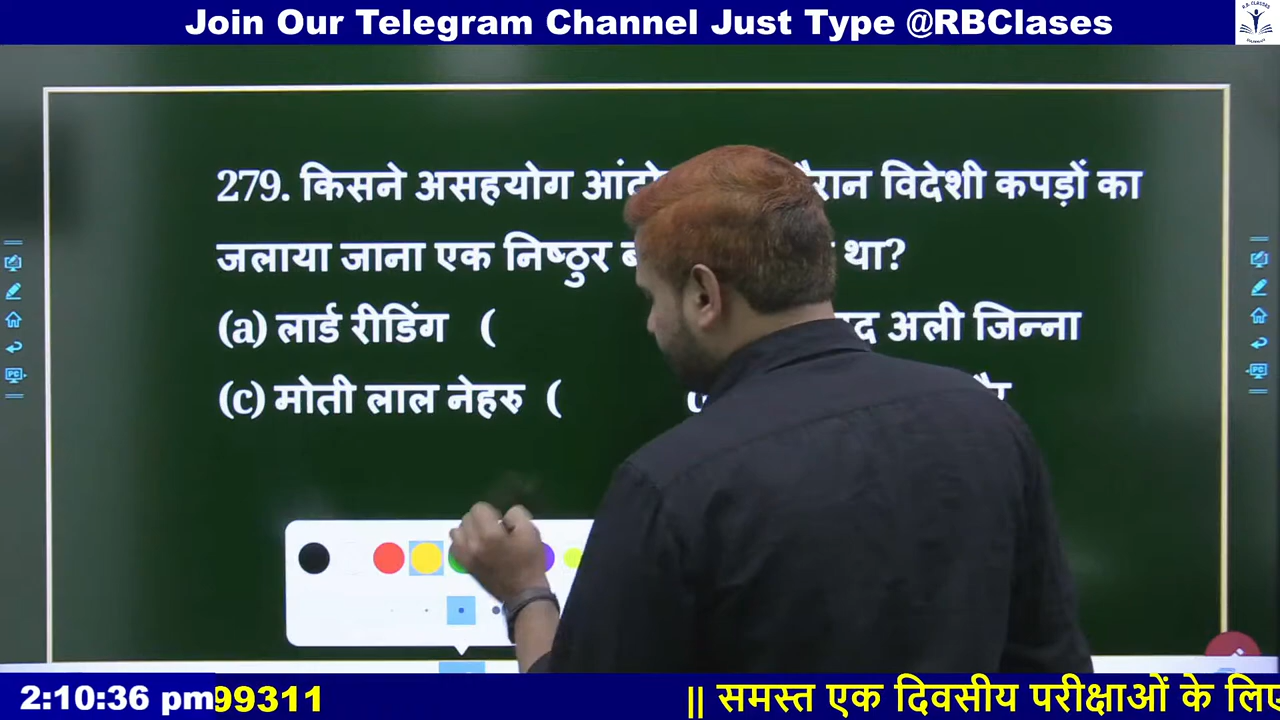 Join Our Telegram Channel Just Type @RBClases
279. किसने असहयोग रान विदेशी कपड़ों का
जलाया जाना एक निष्ठुर था?
(a) लार्ड रीडिंग ( अली जिन्ना
(c) मोती लाल नेहरु (
2:10:36 pm 99311 || समस्त एक दिवसीय परीक्षाओं के लिए